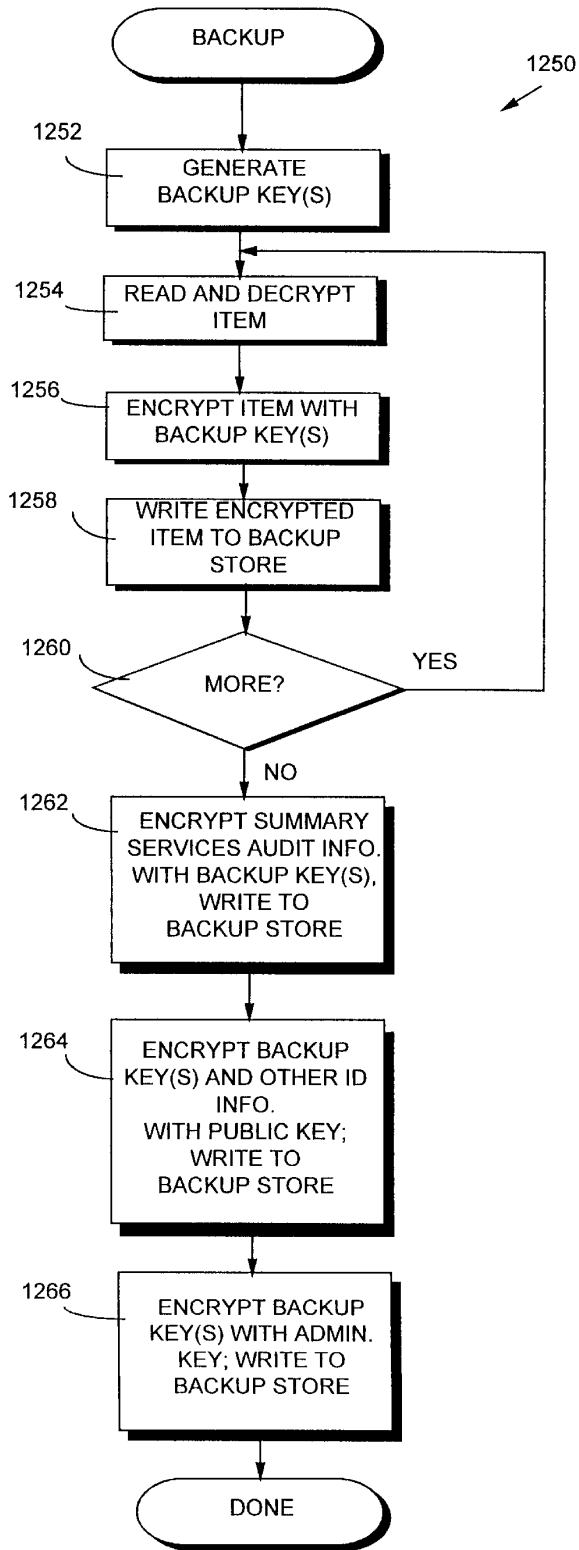 BACKUP
1250
1252
GENERATE
BACKUP KEY(S)
1254
READ AND DECRYPT
ITEM
1256
ENCRYPT ITEM WITH
BACKUP KEY(S)
1258
WRITE ENCRYPTED
ITEM TO BACKUP
STORE
1260
MORE?
YES
NO
1262
ENCRYPT SUMMARY
SERVICES AUDIT INFO.
WITH BACKUP KEY(S),
WRITE TO
BACKUP STORE
1264
ENCRYPT BACKUP
KEY(S) AND OTHER ID
INFO.
WITH PUBLIC KEY;
WRITE TO
BACKUP STORE
1266
ENCRYPT BACKUP
KEY(S) WITH ADMIN.
KEY; WRITE TO
BACKUP STORE
DONE